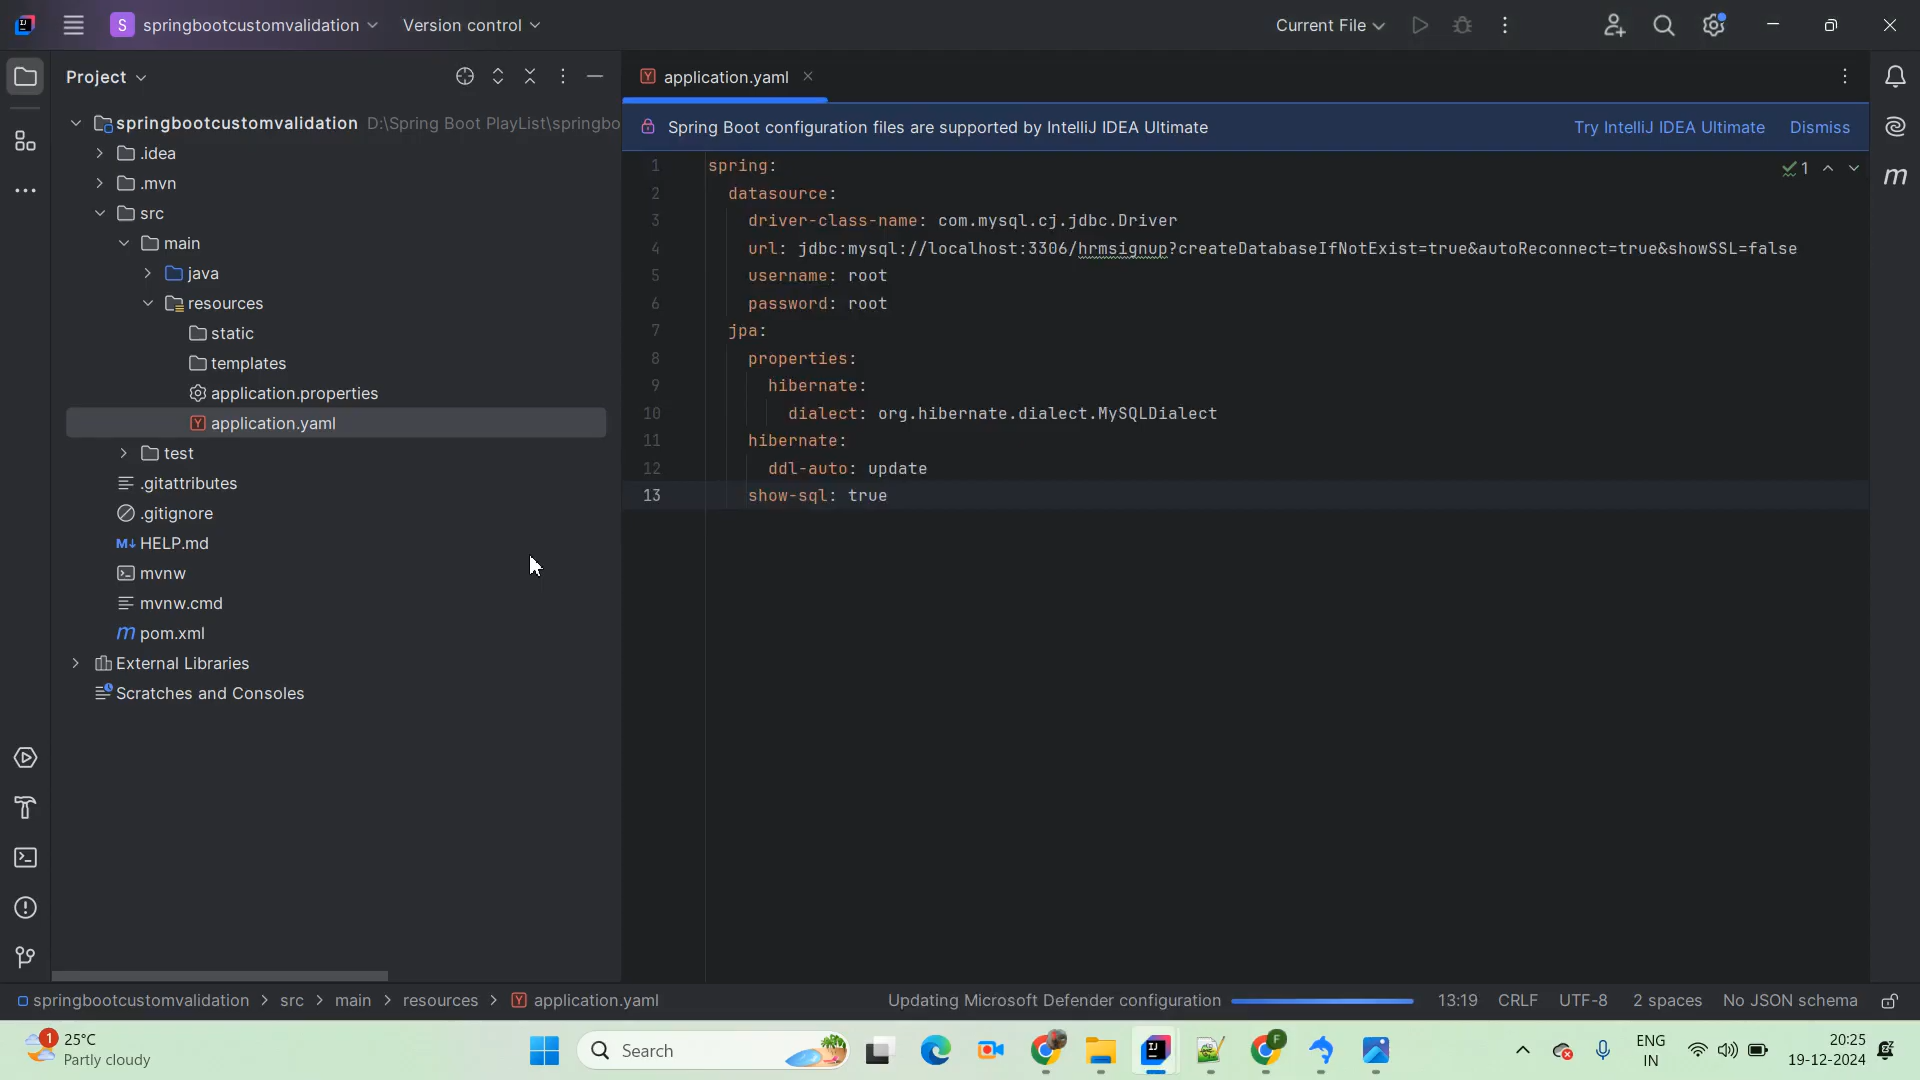 S springbootcustomvalidation Version control Current File
Project
springbootcustomvalidation D:\Spring Boot PlayList\springbo
.idea
.mvn
src
main
java
resources
static
templates
application.properties
application.yaml
test
.gitattributes
.gitignore
M↓ HELP.md
mvnw
mvnw.cmd
m pom.xml
External Libraries
Scratches and Consoles
application.yaml
Spring Boot configuration files are supported by IntelliJ IDEA Ultimate Try IntelliJ IDEA Ultimate Dismiss
1 spring: 1
2 datasource:
3 driver-class-name: com.mysql.cj.jdbc.Driver
4 url: jdbc:mysql://localhost:3306/hrmsignup?createDatabaseIfNotExist=true&autoReconnect=true&showSSL=false
5 username: root
6 password: root
7 jpa:
8 properties:
9 hibernate:
10 dialect: org.hibernate.dialect.MySQLDialect
11 hibernate:
12 ddl-auto: update
13 show-sql: true
m
springbootcustomvalidation > src > main > resources > application.yaml Updating Microsoft Defender configuration 13:19 CRLF UTF-8 2 spaces No JSON schema
1 25°C
Partly cloudy
Search
F
ENG
IN
20:25
19-12-2024